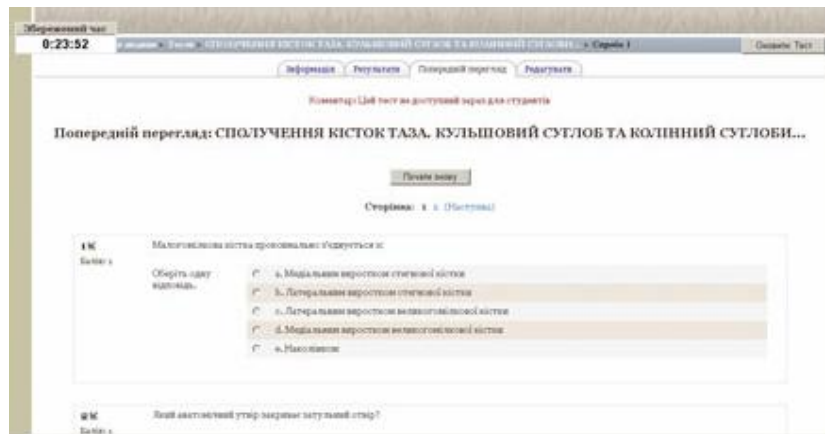 Збережений час
0:23:52
Спроба 1
Оновити Тест
Інформація Результати Попередній перегляд Редагувати
Коментар: Цей тест не доступний зараз для студентів
Попередній перегляд: СПОЛУЧЕННЯ КІСТОК ТАЗА. КУЛЬШОВИЙ СУГЛОБ ТА КОЛІННИЙ СУГЛОБИ...
Почати знову
Сторінка: 1 2 (Наступна)
1
Малогомілкова кістка проксимально з'єднується з:
Оберіть одну відповідь.
a. Медіальним виростком стегнової кістки
b. Латеральним виростком стегнової кістки
c. Латеральним виростком великогомілкової кістки
d. Медіальним виростком великогомілкової кістки
e. Наколінком
2
Який анатомічний утвір закриває затульний отвір?